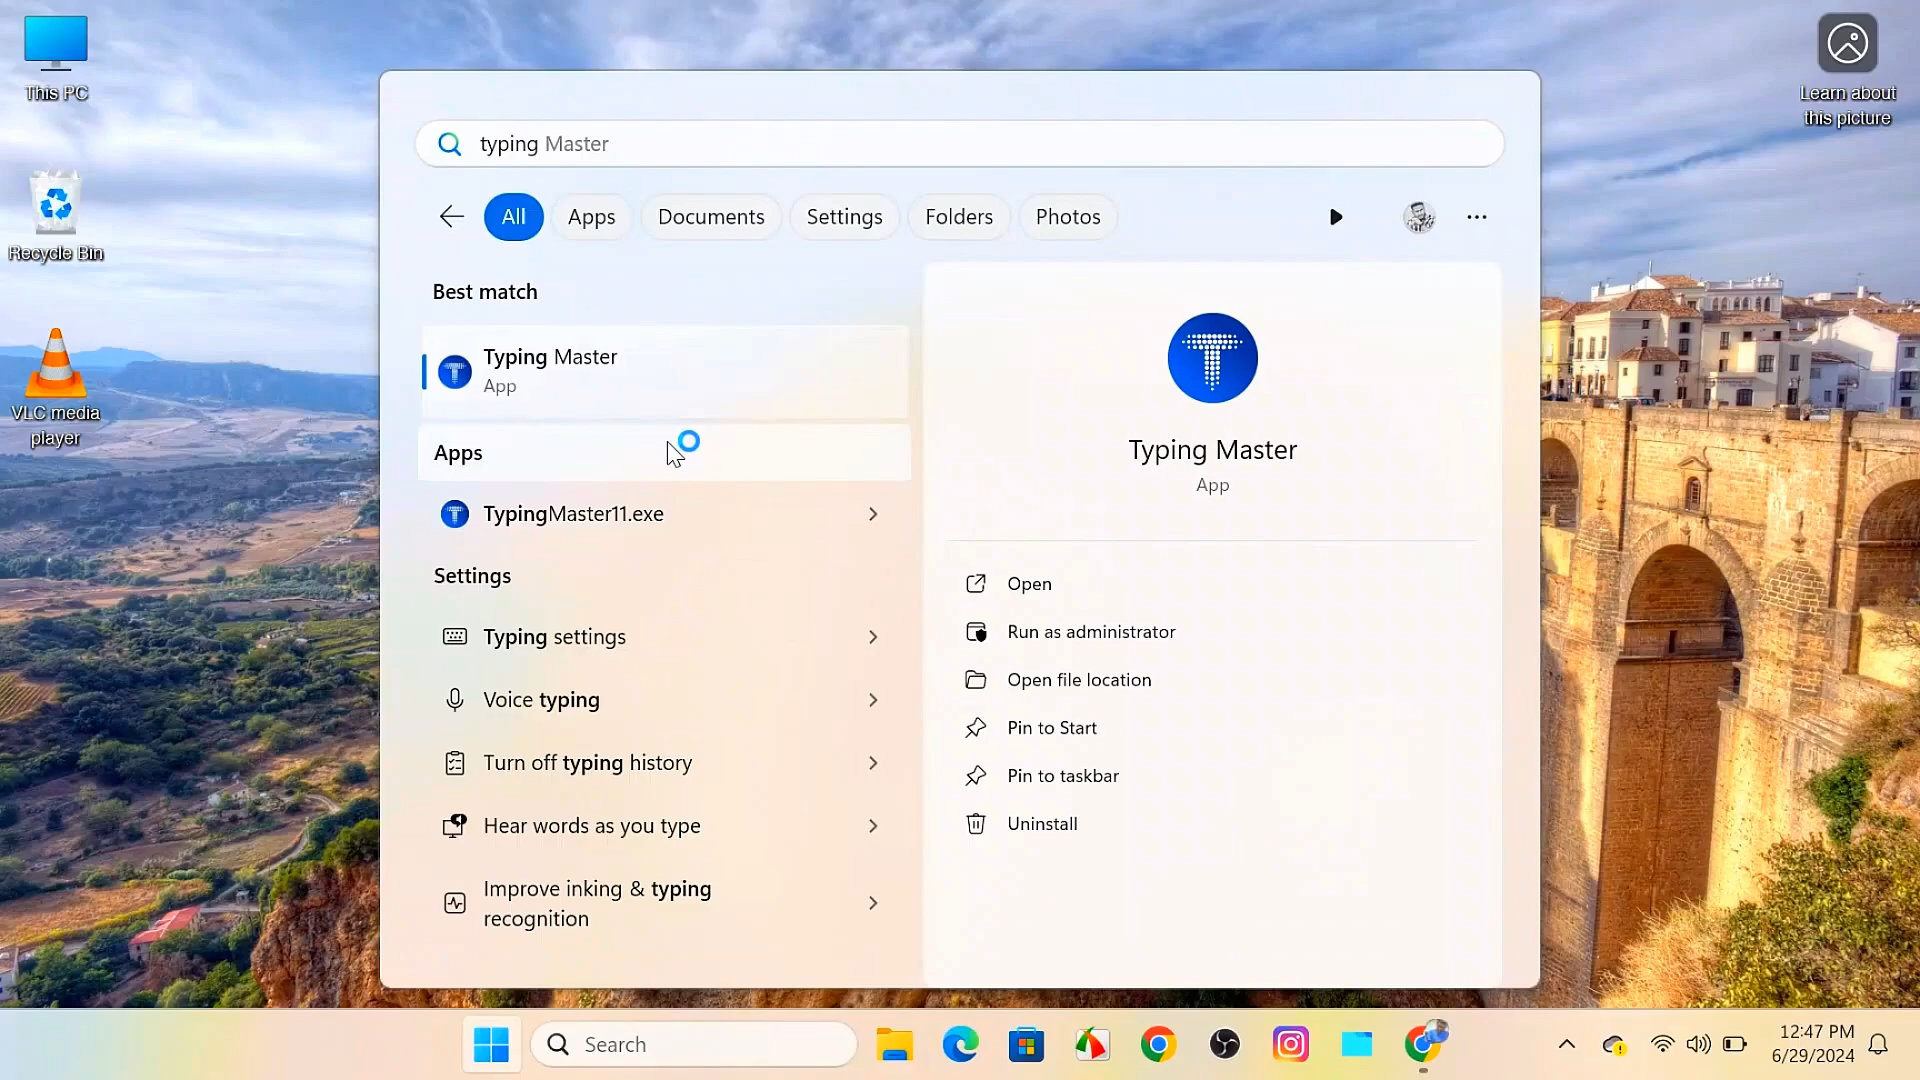 This PC
Recycle Bin
VLC media
player
Learn about
this picture
typing Master
All
Apps
Documents
Settings
Folders
Photos
Best match
Typing Master
App
Apps
TypingMaster11.exe
Settings
Typing settings
Voice typing
Turn off typing history
Hear words as you type
Improve inking & typing
recognition
Typing Master
App
Open
Run as administrator
Open file location
Pin to Start
Pin to taskbar
Uninstall
Search
12:47 PM
6/29/2024